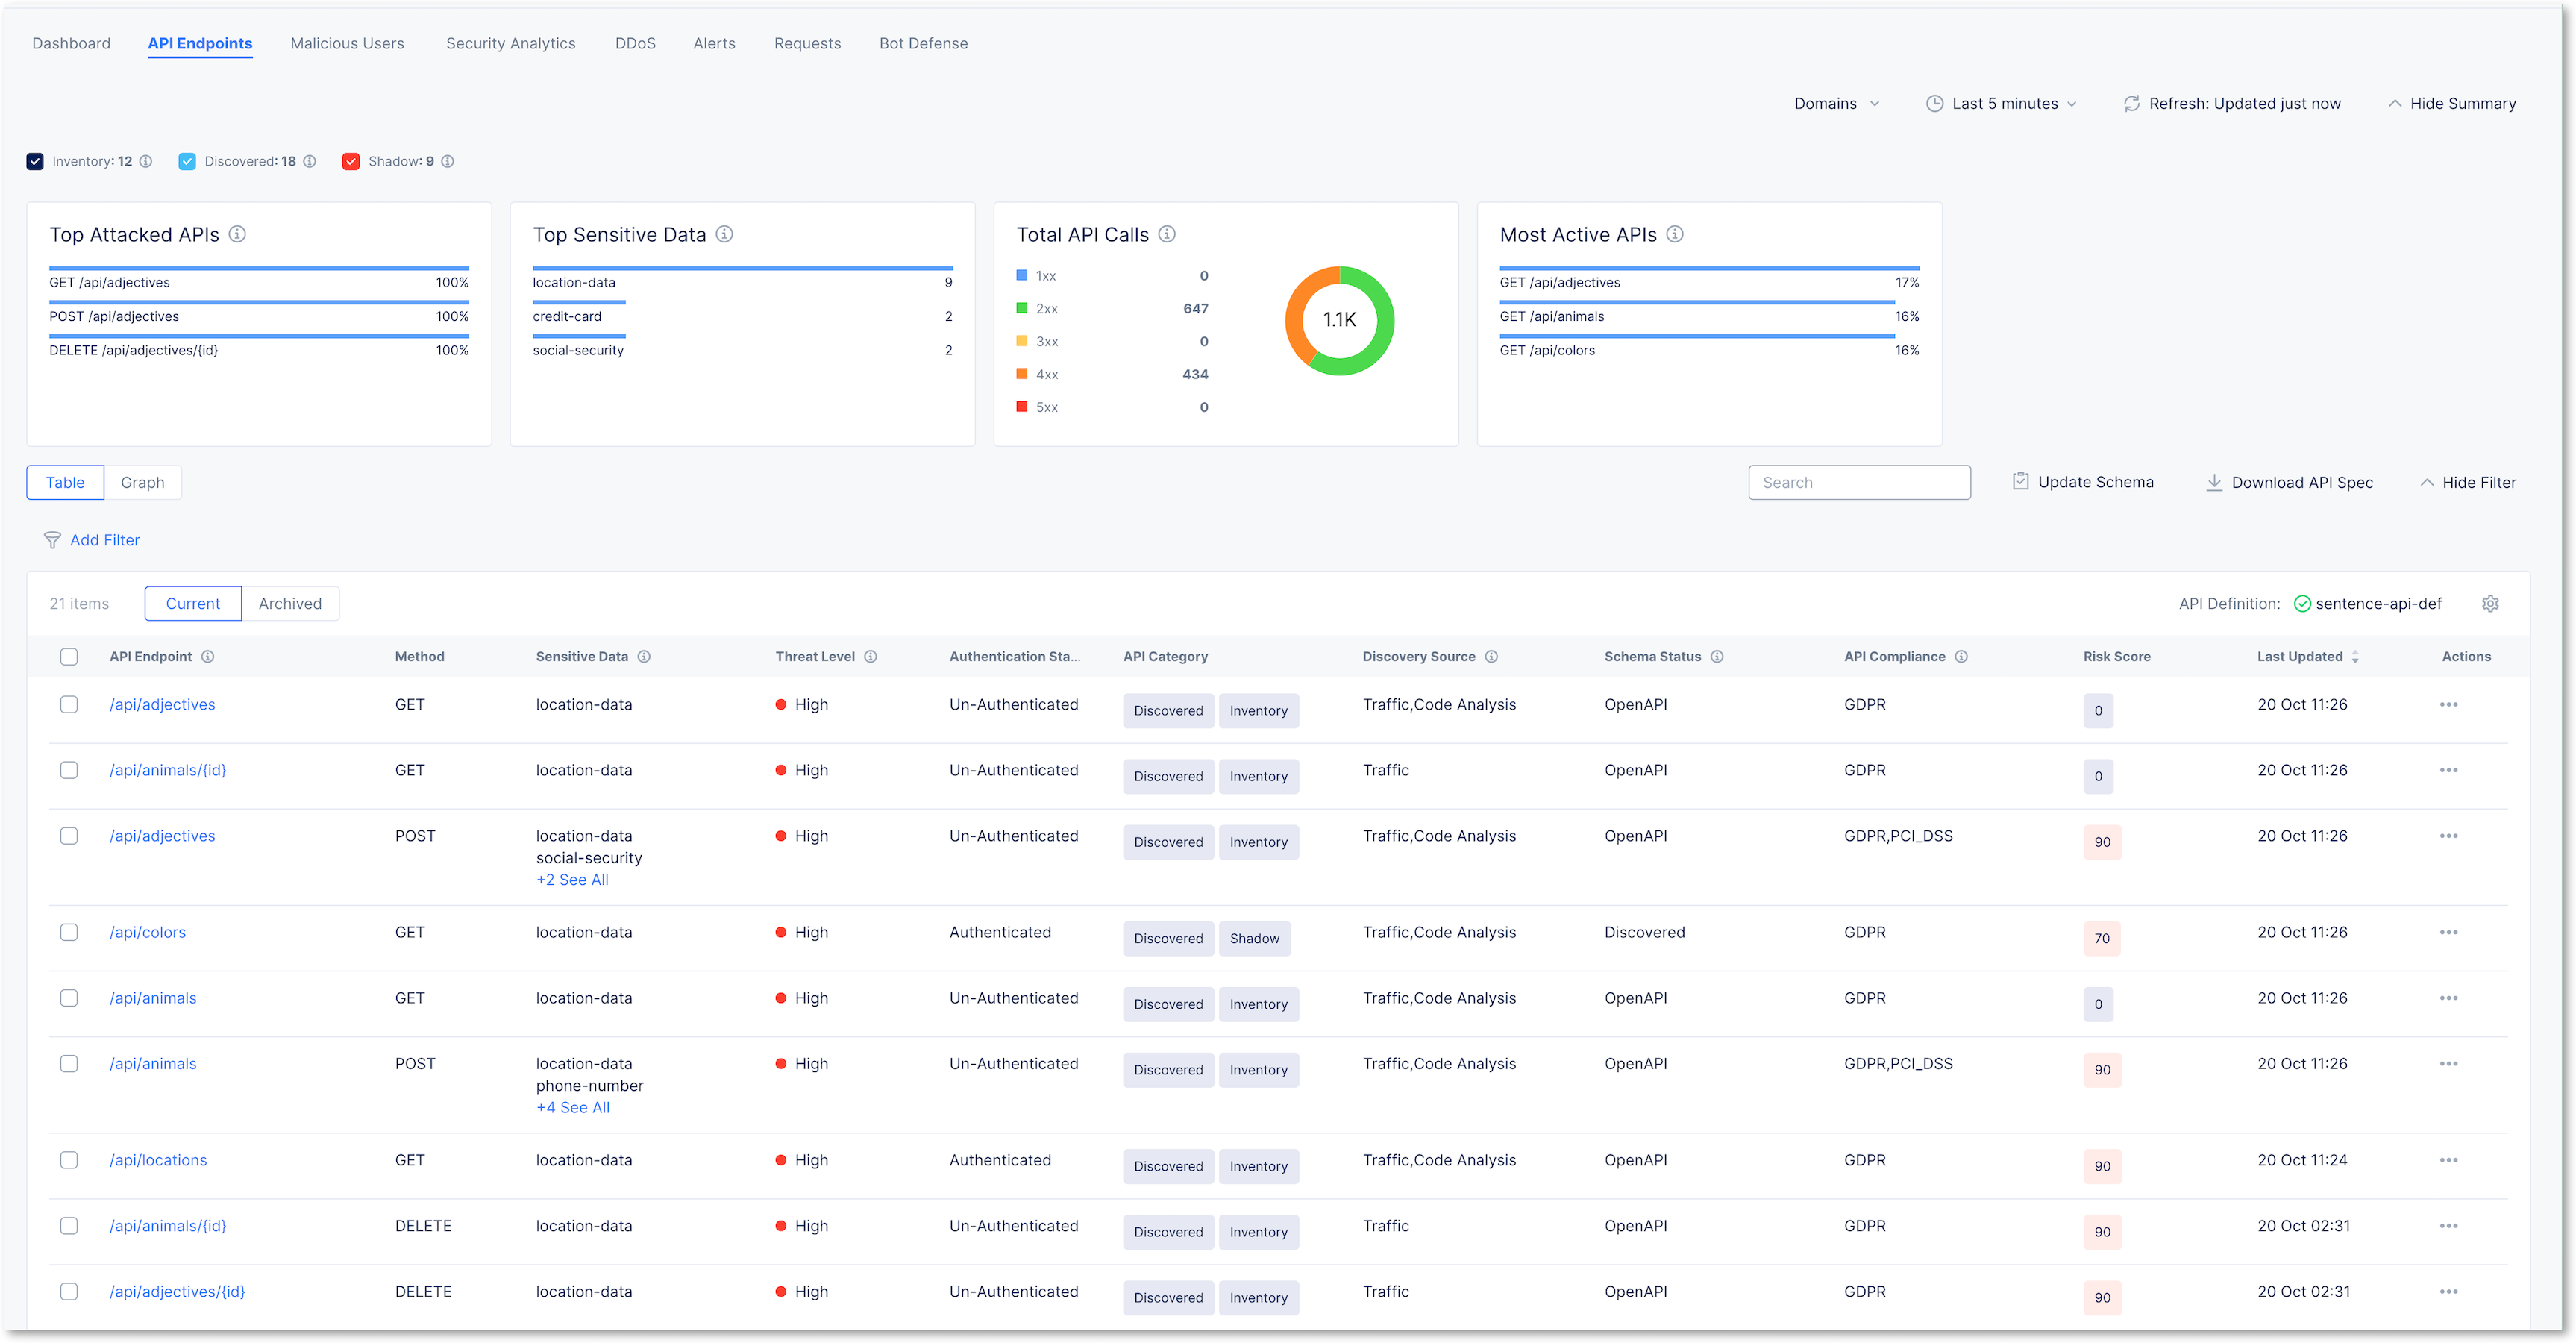 Dashboard API Endpoints Malicious Users Security Analytics DDoS Alerts Requests Bot Defense
Domains Last 5 minutes Refresh: Updated just now Hide Summary
Inventory: 12 Discovered: 18 Shadow: 9
Top Attacked APIs
GET /api/adjectives 100%
POST /api/adjectives 100%
DELETE /api/adjectives/{id} 100%
Top Sensitive Data
location-data 9
credit-card 2
social-security 2
Total API Calls
1xx 0
2xx 647
3xx 0
4xx 434
5xx 0
1.1K
Most Active APIs
GET /api/adjectives 17%
GET /api/animals 16%
GET /api/colors 16%
Table Graph Search Update Schema Download API Spec Hide Filter
Add Filter
21 items Current Archived API Definition: sentence-api-def
API Endpoint Method Sensitive Data Threat Level Authentication Sta... API Category Discovery Source Schema Status API Compliance Risk Score Last Updated Actions
/api/adjectives GET location-data High Un-Authenticated Discovered Inventory Traffic,Code Analysis OpenAPI GDPR 0 20 Oct 11:26
/api/animals/{id} GET location-data High Un-Authenticated Discovered Inventory Traffic OpenAPI GDPR 0 20 Oct 11:26
/api/adjectives POST location-data High Un-Authenticated Discovered Inventory Traffic,Code Analysis OpenAPI GDPR,PCI_DSS 90 20 Oct 11:26
social-security
+2 See All
/api/colors GET location-data High Authenticated Discovered Shadow Traffic,Code Analysis Discovered GDPR 70 20 Oct 11:26
/api/animals GET location-data High Un-Authenticated Discovered Inventory Traffic,Code Analysis OpenAPI GDPR 0 20 Oct 11:26
/api/animals POST location-data High Un-Authenticated Discovered Inventory Traffic,Code Analysis OpenAPI GDPR,PCI_DSS 90 20 Oct 11:26
phone-number
+4 See All
/api/locations GET location-data High Authenticated Discovered Inventory Traffic,Code Analysis OpenAPI GDPR 90 20 Oct 11:24
/api/animals/{id} DELETE location-data High Un-Authenticated Discovered Inventory Traffic OpenAPI GDPR 90 20 Oct 02:31
/api/adjectives/{id} DELETE location-data High Un-Authenticated Discovered Inventory Traffic OpenAPI GDPR 90 20 Oct 02:31